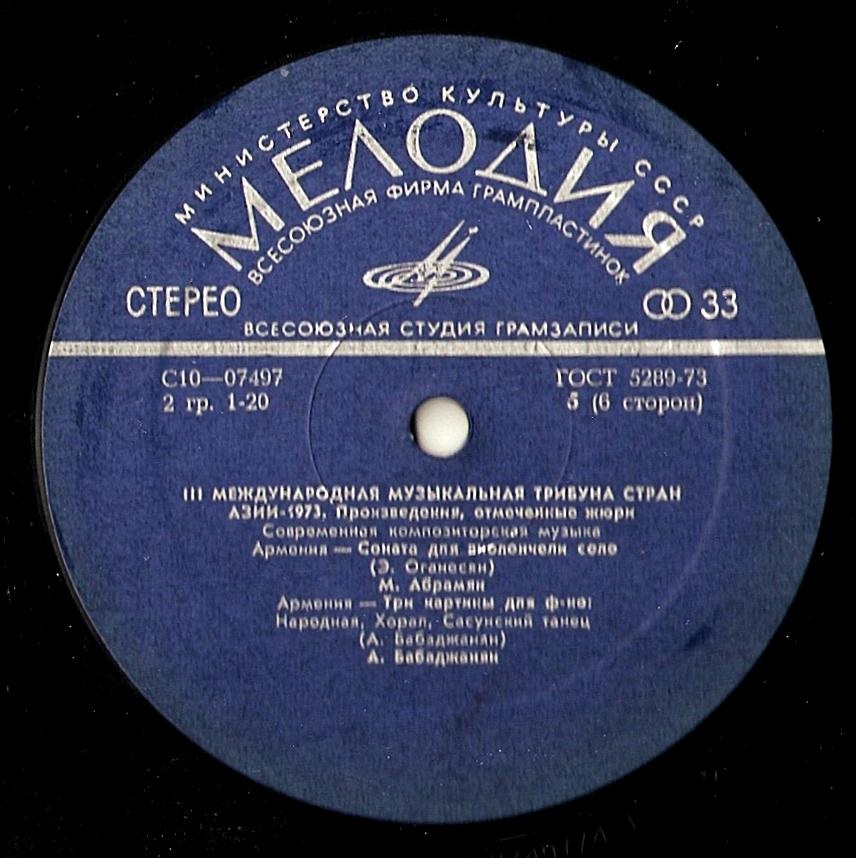 МИНИСТЕРСТВО КУЛЬТУРЫ СССР
МЕЛОДИЯ
ВСЕСОЮЗНАЯ ФИРМА ГРАМПЛАСТИНОК
СТЕРЕО
33
ВСЕСОЮЗНАЯ СТУДИЯ ГРАМЗАПИСИ
С10—07497
ГОСТ 5289-73
2 гр. 1-20
5 (6 сторон)
III МЕЖДУНАРОДНАЯ МУЗЫКАЛЬНАЯ ТРИБУНА СТРАН
АЗИИ-1973. Произведения, отмеченные жюри
Современная композиторская музыка
Армения — Соната для виолончели соло
(Э. Оганесян)
М. Абрамян
Армения — Три картины для ф-но:
Народная, Хорал, Сасунский танец
(А. Бабаджанян)
А. Бабаджанян